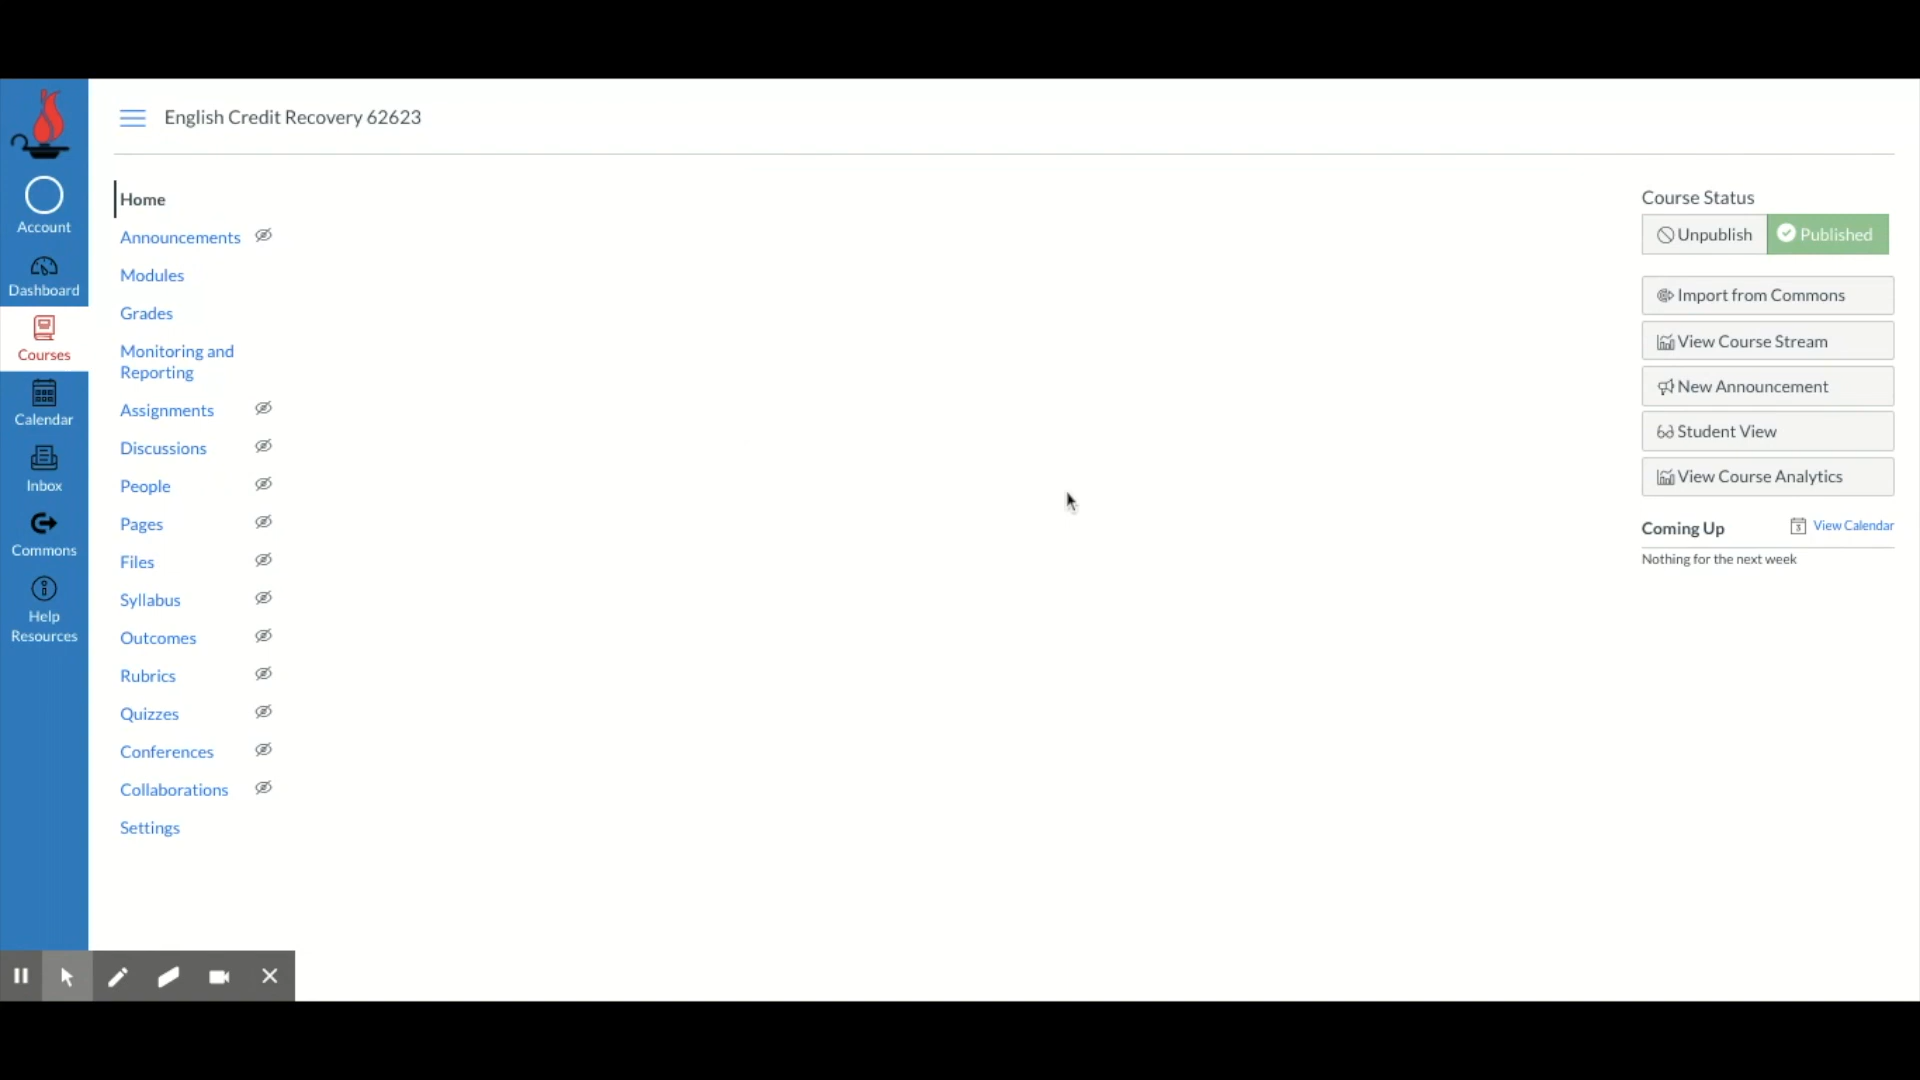 English Credit Recovery 62623
Account
Dashboard
Courses
Calendar
Inbox
Commons
Help
Resources
Home
Announcements
Modules
Grades
Monitoring and
Reporting
Assignments
Discussions
People
Pages
Files
Syllabus
Outcomes
Rubrics
Quizzes
Conferences
Collaborations
Settings
Course Status
Unpublish
Published
Import from Commons
View Course Stream
New Announcement
Student View
View Course Analytics
Coming Up
View Calendar
Nothing for the next week